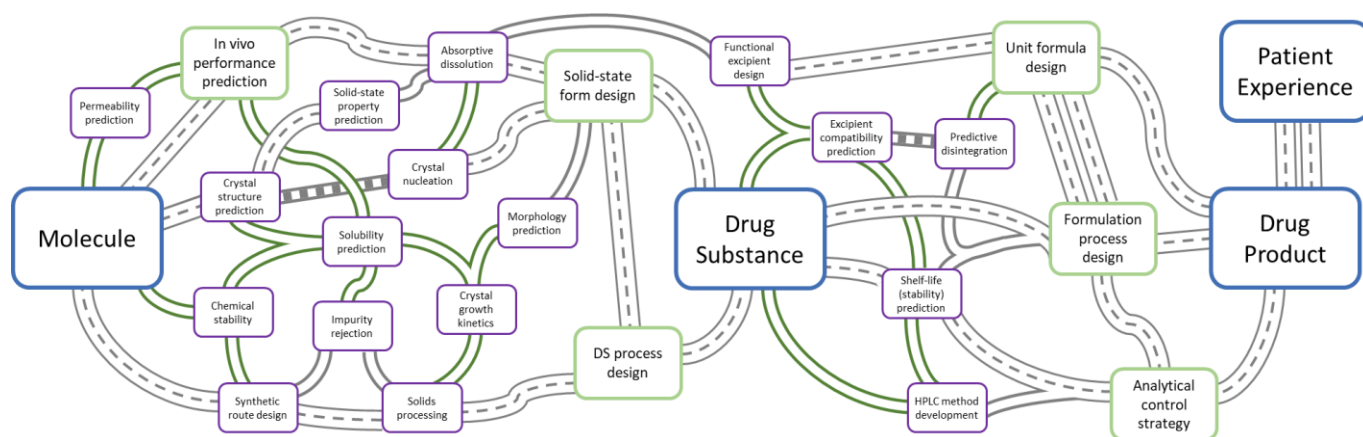 In vivo
performance
prediction
Absorptive
dissolution
Functional
excipient
design
Unit formula
design
Patient
Experience
Solid-state
form design
Permeability
prediction
Solid-state
property
prediction
Excipient
compatibility
prediction
Predictive
disintegration
Crystal
nucleation
Crystal
structure
prediction
Molecule
Solubility
prediction
Morphology
prediction
Drug
Substance
Formulation
process
design
Drug
Product
Chemical
stability
Impurity
rejection
Crystal
growth
kinetics
Shelf-life
(stability)
prediction
DS process
design
Synthetic
route design
Solids
processing
HPLC method
development
Analytical
control
strategy